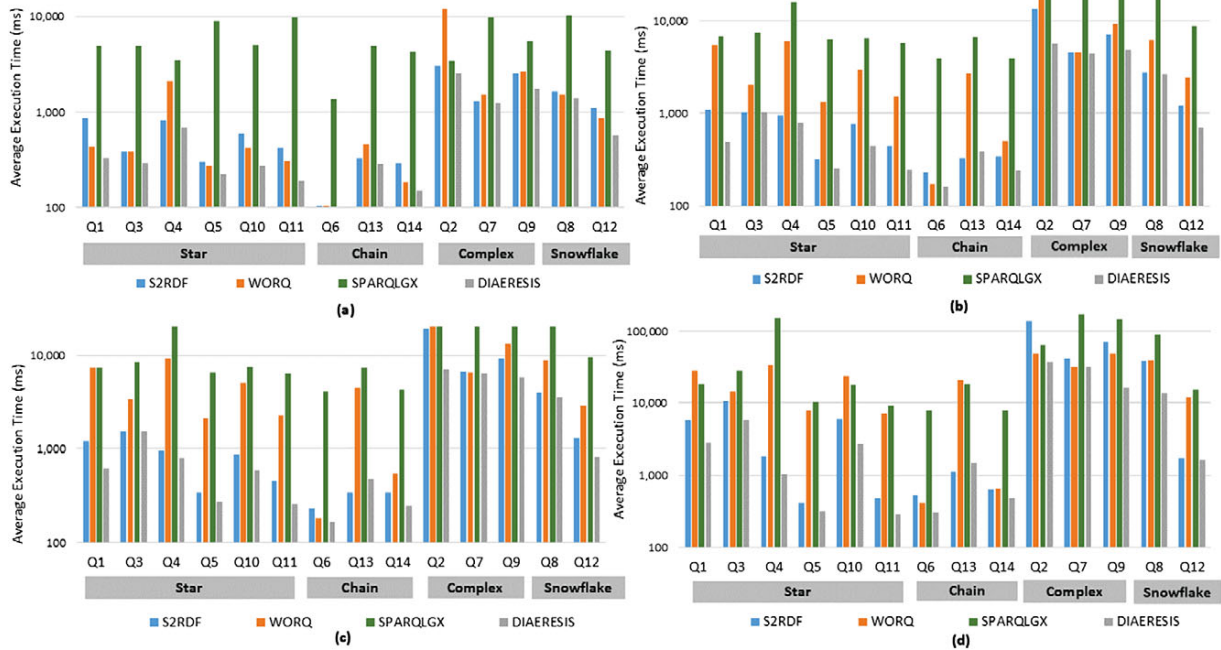 Average Execution Time (ms)
10,000
1,000
100
Q1 Q3 Q4 Q5 Q10 Q11 Q6 Q13 Q14 Q2 Q7 Q9 Q8 Q12
Star Chain Complex Snowflake
S2RDF WORQ SPARQLGX DIAERESIS
(a)
Average Execution Time (ms)
10,000
1,000
100
Q1 Q3 Q4 Q5 Q10 Q11 Q6 Q13 Q14 Q2 Q7 Q9 Q8 Q12
Star Chain Complex Snowflake
S2RDF WORQ SPARQLGX DIAERESIS
(b)
Average Execution Time (ms)
10,000
1,000
100
Q1 Q3 Q4 Q5 Q10 Q11 Q6 Q13 Q14 Q2 Q7 Q9 Q8 Q12
Star Chain Complex Snowflake
S2RDF WORQ SPARQLGX DIAERESIS
(c)
Average Execution Time (ms)
100,000
10,000
1,000
100
Q1 Q3 Q4 Q5 Q10 Q11 Q6 Q13 Q14 Q2 Q7 Q9 Q8 Q12
Star Chain Complex Snowflake
S2RDF WORQ SPARQLGX DIAERESIS
(d)